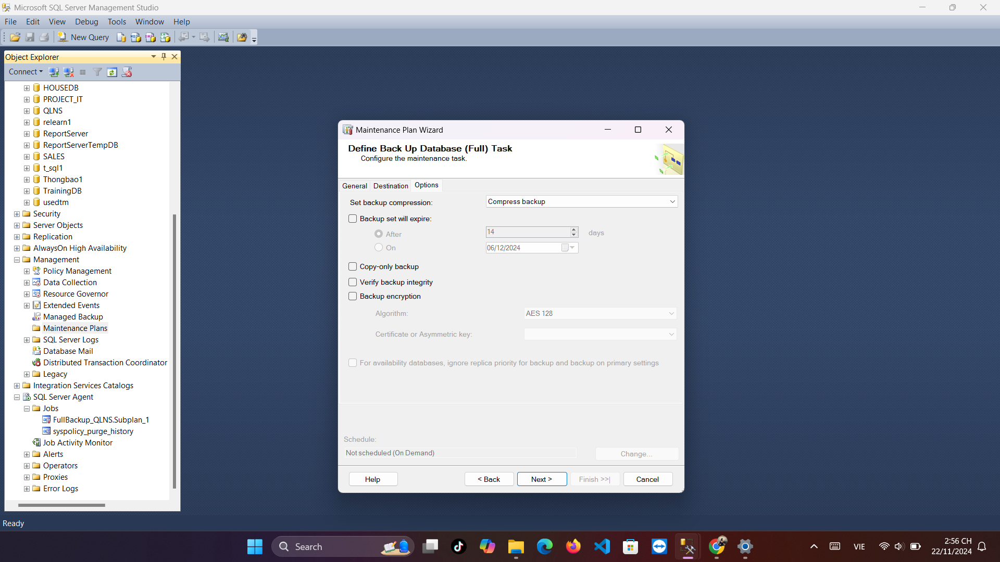 Microsoft SQL Server Management Studio
File Edit View Debug Tools Window Help
New Query
Object Explorer
Connect
HOUSEDB
PROJECT_IT
QLNS
relearn1
ReportServer
ReportServerTempDB
SALES
t_sql1
Thongbao1
TrainingDB
usedtm
Security
Server Objects
Replication
AlwaysOn High Availability
Management
Policy Management
Data Collection
Resource Governor
Extended Events
Managed Backup
Maintenance Plans
SQL Server Logs
Database Mail
Distributed Transaction Coordinator
Legacy
Integration Services Catalogs
SQL Server Agent
Jobs
FullBackup_QLNS.Subplan_1
syspolicy_purge_history
Job Activity Monitor
Alerts
Operators
Proxies
Error Logs
Maintenance Plan Wizard
Define Back Up Database (Full) Task
Configure the maintenance task.
General Destination Options
Set backup compression: Compress backup
Backup set will expire:
After 14 days
On 06/12/2024
Copy-only backup
Verify backup integrity
Backup encryption
Algorithm: AES 128
Certificate or Asymmetric key:
For availability databases, ignore replica priority for backup and backup on primary settings
Schedule:
Not scheduled (On Demand) Change...
Help < Back Next > Finish >>| Cancel
Ready
Search
VIE
2:56 CH
22/11/2024